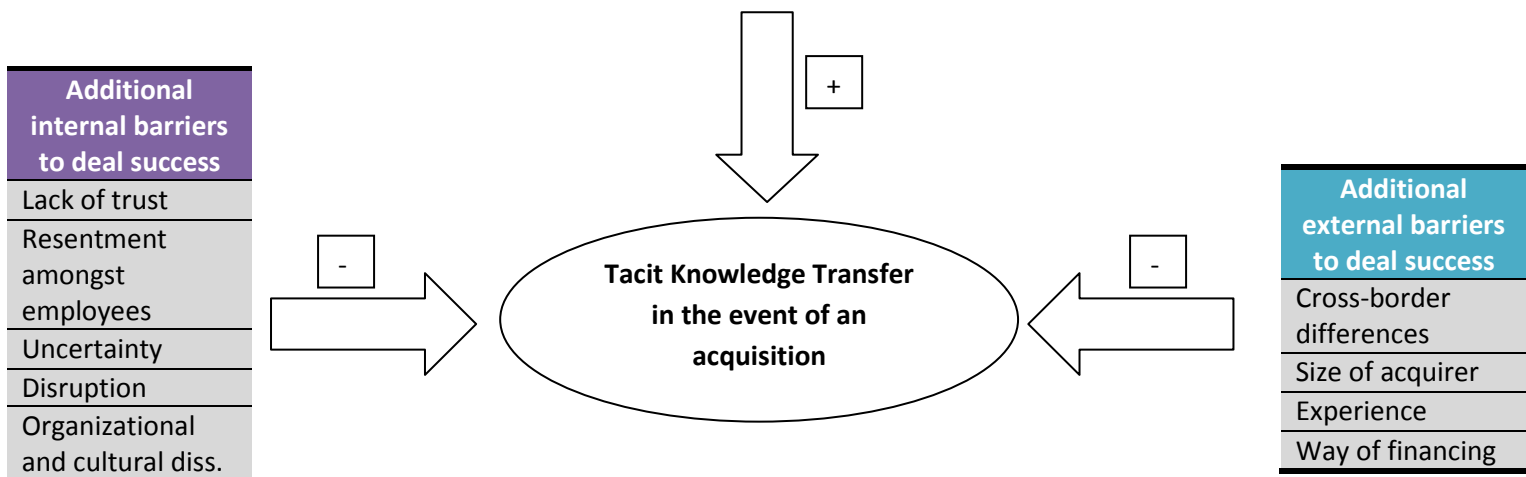 +
Additional
internal barriers
to deal success
Lack of trust
Resentment
amongst
employees
Uncertainty
Disruption
Organizational
and cultural diss.
-
Tacit Knowledge Transfer
in the event of an
acquisition
-
Additional
external barriers
to deal success
Cross-border
differences
Size of acquirer
Experience
Way of financing